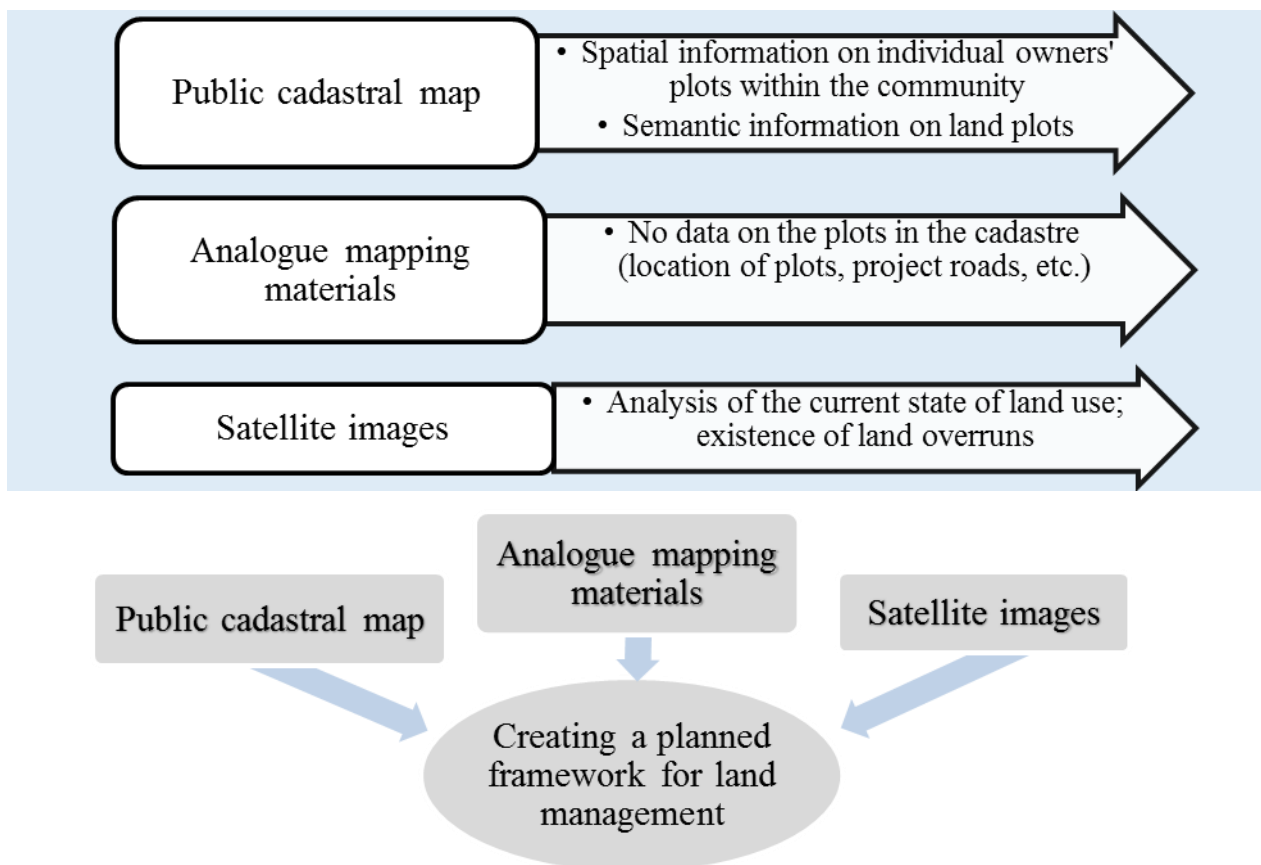 Public cadastral map
• Spatial information on individual owners'
plots within the community
• Semantic information on land plots
Analogue mapping
materials
• No data on the plots in the cadastre
(location of plots, project roads, etc.)
Satellite images
• Analysis of the current state of land use;
existence of land overruns
Public cadastral map
Analogue mapping
materials
Satellite images
Creating a planned
framework for land
management